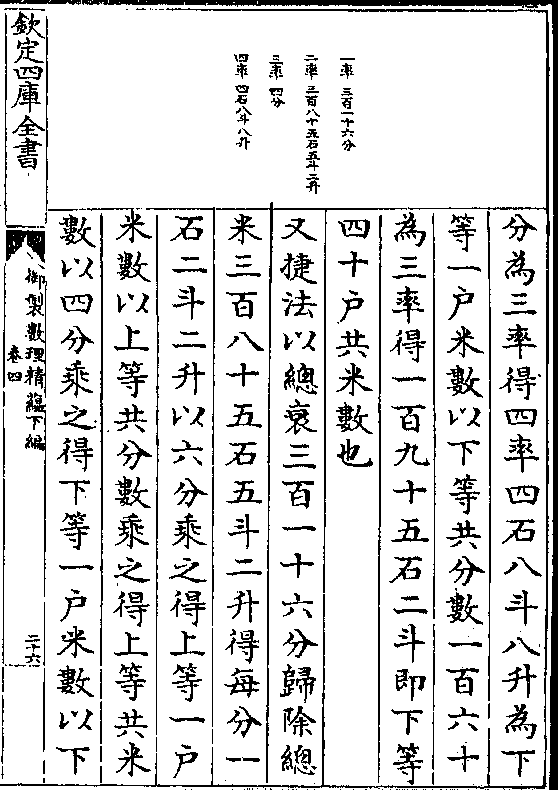 一率 三百一十六分
二率 三百八十五石五斗二升
三率 四分
四率 四石八斗八升
分為三率得四率四石八斗八升為下
等一戶米數以下等共分數一百六十
為三率得一百九十五石二斗即下等
四十戶共米數也
又捷法以總衰三百一十六分歸除總
米三百八十五石五斗二升得每分一
石二斗二升以六分乘之得上等一戶
米數以上等共分數乘之得上等共米
數以四分乘之得下等一戶米數以下
欽定四庫全書
御製數理精蘊下編
卷四
二十六